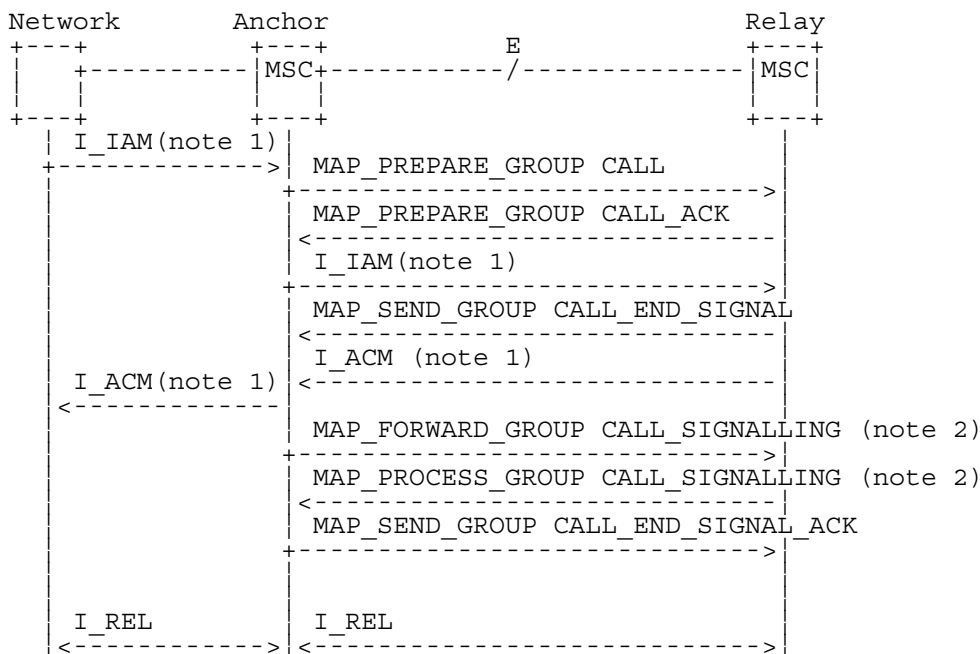 Network Anchor Relay
E
MSC MSC
I_IAM(note 1)
MAP_PREPARE_GROUP CALL
MAP_PREPARE_GROUP CALL_ACK
I_IAM(note 1)
MAP_SEND_GROUP CALL_END_SIGNAL
I_ACM (note 1)
I_ACM(note 1)
MAP_FORWARD_GROUP CALL_SIGNALLING (note 2)
MAP_PROCESS_GROUP CALL_SIGNALLING (note 2)
MAP_SEND_GROUP CALL_END_SIGNAL_ACK
I_REL I_REL